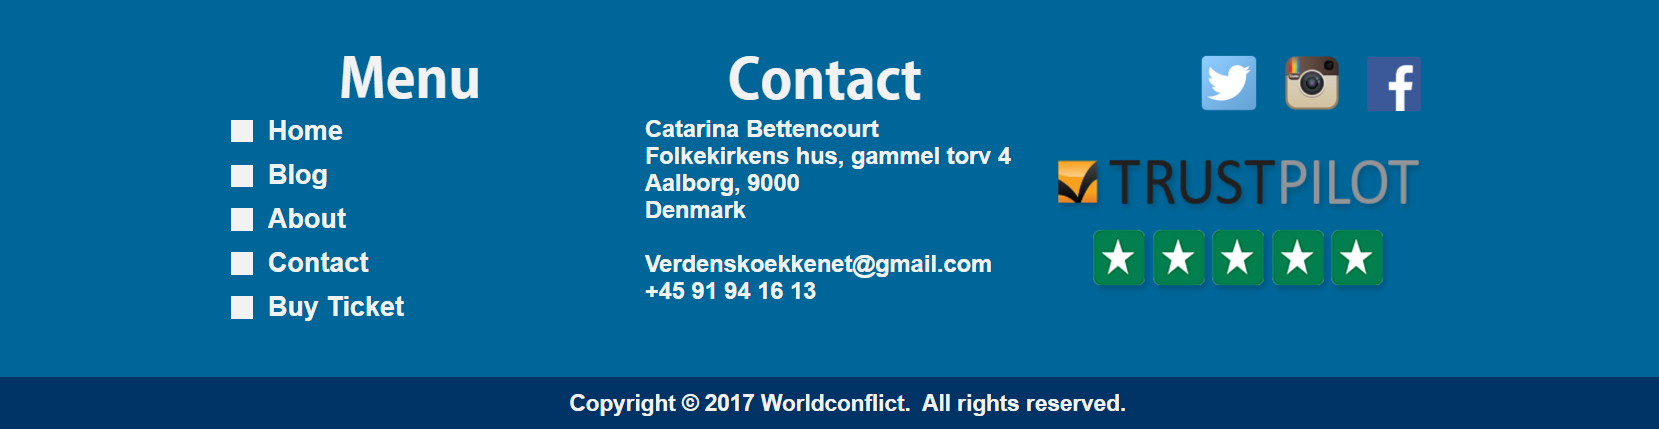 Menu
Home
Blog
About
Contact
Buy Ticket
Contact
Catarina Bettencourt
Folkekirkens hus, gammel torv 4
Aalborg, 9000
Denmark
Verdenskoekkenet@gmail.com
+45 91 94 16 13
TRUSTPILOT
Copyright © 2017 Worldconflict.  All rights reserved.